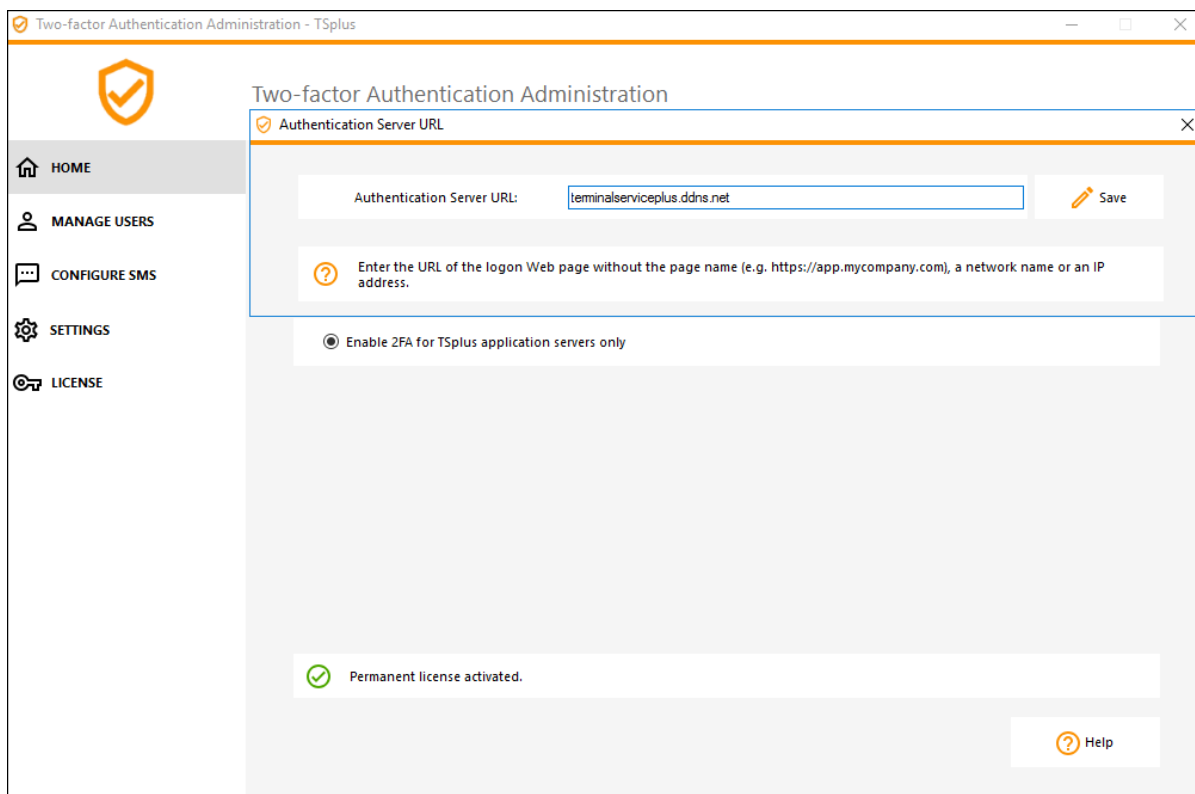 Two-factor Authentication Administration - TSplus
Two-factor Authentication Administration
Authentication Server URL
HOME
Authentication Server URL:
terminalserviceplus.ddns.net
Save
MANAGE USERS
CONFIGURE SMS
Enter the URL of the logon Web page without the page name (e.g. https://app.mycompany.com), a network name or an IP
address.
SETTINGS
Enable 2FA for TSplus application servers only
LICENSE
Permanent license activated.
Help